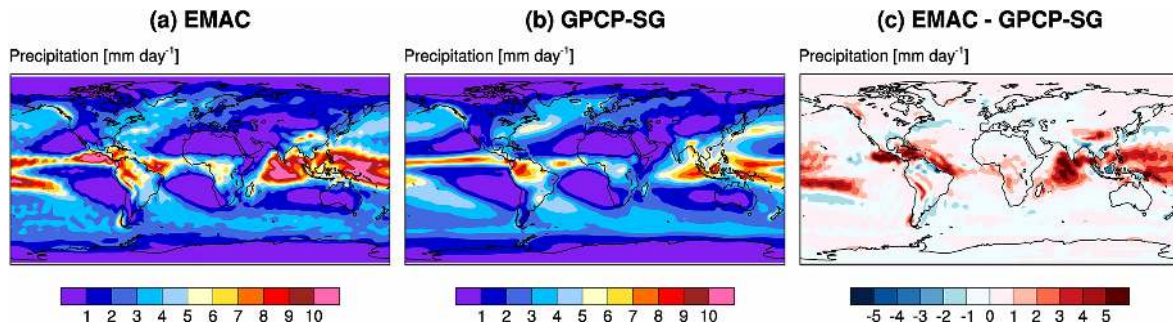 (a) EMAC
Precipitation [mm day⁻¹]
1 2 3 4 5 6 7 8 9 10
(b) GPCP-SG
Precipitation [mm day⁻¹]
1 2 3 4 5 6 7 8 9 10
(c) EMAC - GPCP-SG
Precipitation [mm day⁻¹]
-5 -4 -3 -2 -1 0 1 2 3 4 5